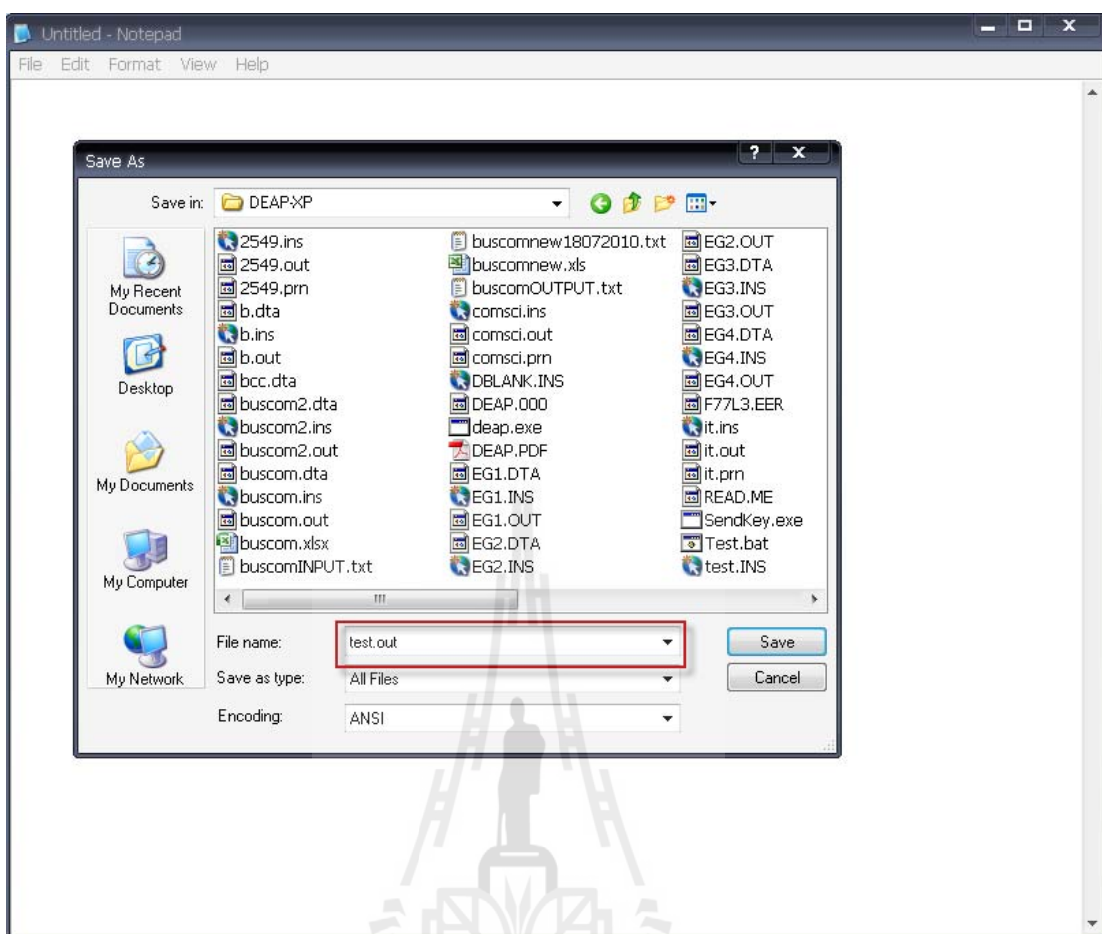 Untitled - Notepad
File Edit Format View Help
Save As
Save in: DEAP-XP
My Recent Documents
Desktop
My Documents
My Computer
My Network
2549.ins
2549.out
2549.prn
b.dta
b.ins
b.out
bcc.dta
buscom2.dta
buscom2.ins
buscom2.out
buscom.dta
buscom.ins
buscom.out
buscom.xlsx
buscomINPUT.txt
buscomnew18072010.txt
buscomnew.xls
buscomOUTPUT.txt
comsci.ins
comsci.out
comsci.prn
DBLANK.INS
DEAP.000
deap.exe
DEAP.PDF
EG1.DTA
EG1.INS
EG1.OUT
EG2.DTA
EG2.INS
EG2.OUT
EG3.DTA
EG3.INS
EG3.OUT
EG4.DTA
EG4.INS
EG4.OUT
F77L3.EER
it.ins
it.out
it.prn
READ.ME
SendKey.exe
Test.bat
test.INS
File name: test.out Save
Save as type: All Files Cancel
Encoding: ANSI